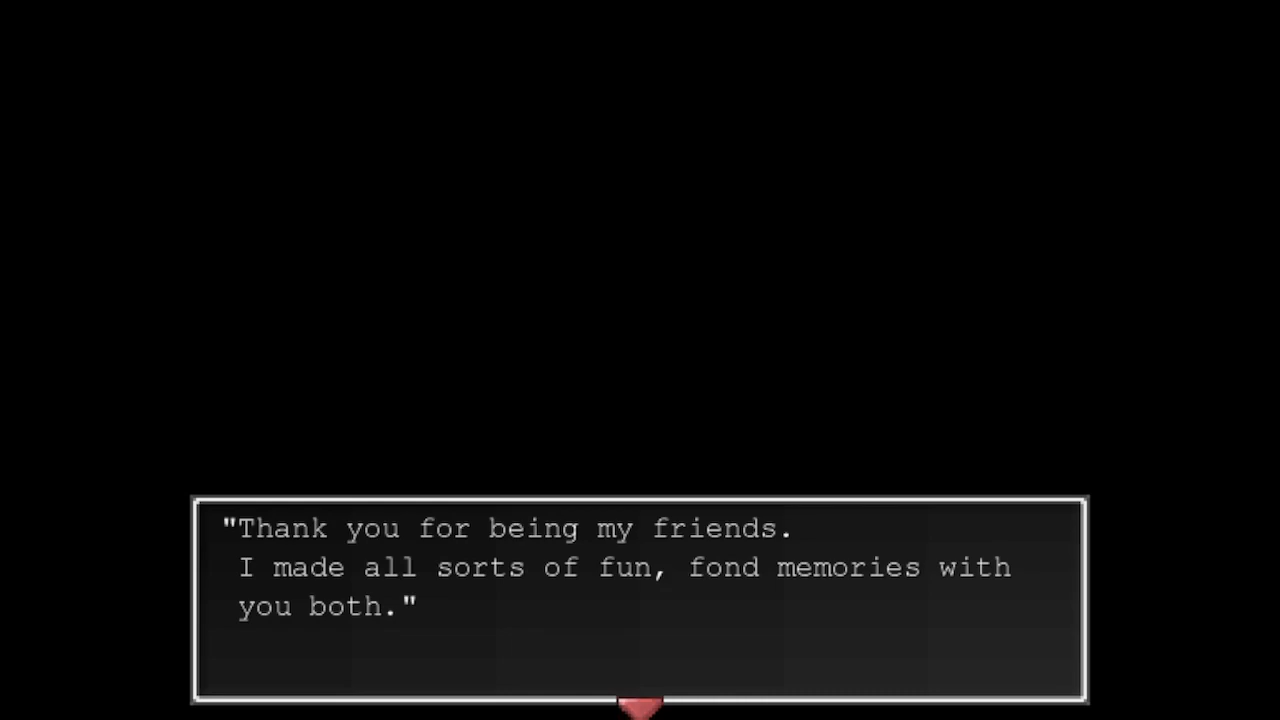 "Thank you for being my friends.
I made all sorts of fun, fond memories with
you both."